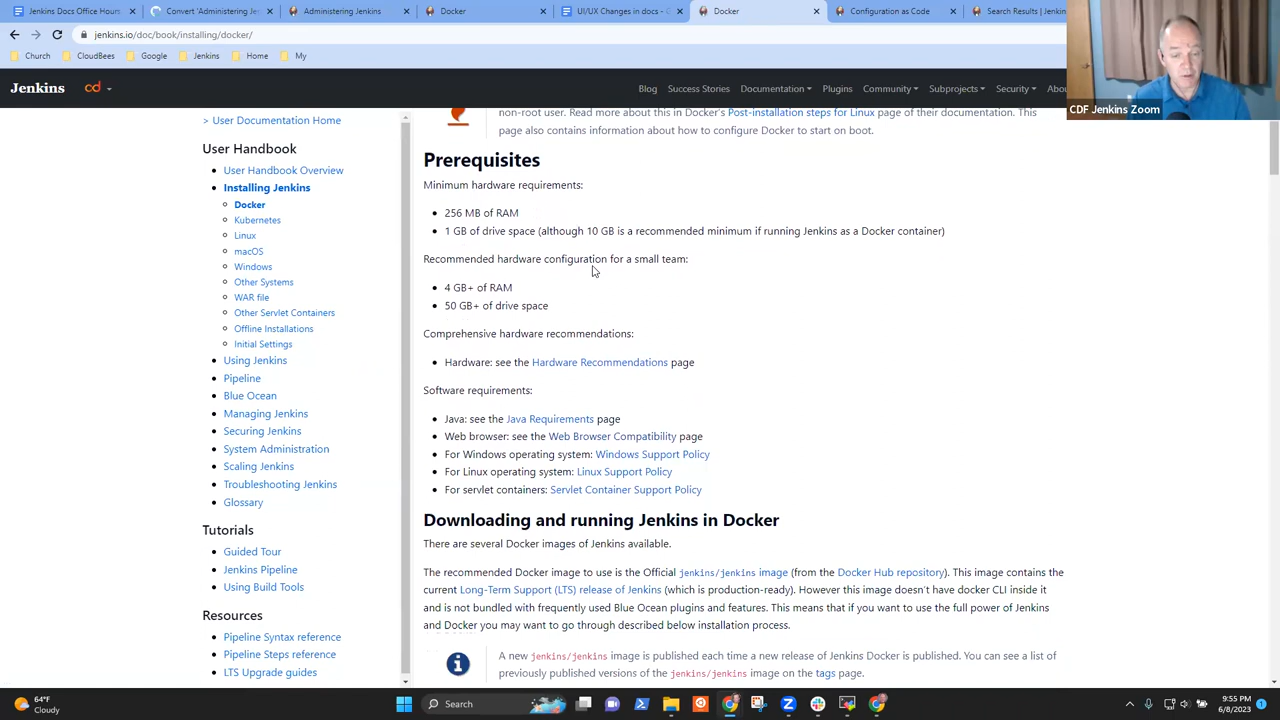 Jenkins Docs Office Hours
Convert 'Administering Je
Administering Jenkins
Docker
UI/UX Changes in docs - G
Docker
Configuration as Code
Search Results | Jenkins
jenkins.io/doc/book/installing/docker/
Church
CloudBees
Google
Jenkins
Home
My
CDF Jenkins Zoom
Jenkins
cd
Blog
Success Stories
Documentation
Plugins
Community
Subprojects
Security
> User Documentation Home
User Handbook
User Handbook Overview
Installing Jenkins
Docker
Kubernetes
Linux
macOS
Windows
Other Systems
WAR file
Other Servlet Containers
Offline Installations
Initial Settings
Using Jenkins
Pipeline
Blue Ocean
Managing Jenkins
Securing Jenkins
System Administration
Scaling Jenkins
Troubleshooting Jenkins
Glossary
Tutorials
Guided Tour
Jenkins Pipeline
Using Build Tools
Resources
Pipeline Syntax reference
Pipeline Steps reference
LTS Upgrade guides
non-root user. Read more about this in Docker's Post-installation steps for Linux page of their documentation. This
page also contains information about how to configure Docker to start on boot.
Prerequisites
Minimum hardware requirements:
256 MB of RAM
1 GB of drive space (although 10 GB is a recommended minimum if running Jenkins as a Docker container)
Recommended hardware configuration for a small team:
4 GB+ of RAM
50 GB+ of drive space
Comprehensive hardware recommendations:
Hardware: see the Hardware Recommendations page
Software requirements:
Java: see the Java Requirements page
Web browser: see the Web Browser Compatibility page
For Windows operating system: Windows Support Policy
For Linux operating system: Linux Support Policy
For servlet containers: Servlet Container Support Policy
Downloading and running Jenkins in Docker
There are several Docker images of Jenkins available.
The recommended Docker image to use is the Official jenkins/jenkins image (from the Docker Hub repository). This image contains the
current Long-Term Support (LTS) release of Jenkins (which is production-ready). However this image doesn't have docker CLI inside it
and is not bundled with frequently used Blue Ocean plugins and features. This means that if you want to use the full power of Jenkins
and Docker you may want to go through described below installation process.
A new jenkins/jenkins image is published each time a new release of Jenkins Docker is published. You can see a list of
previously published versions of the jenkins/jenkins image on the tags page.
64°F
Cloudy
Search
9:55 PM
6/8/2023